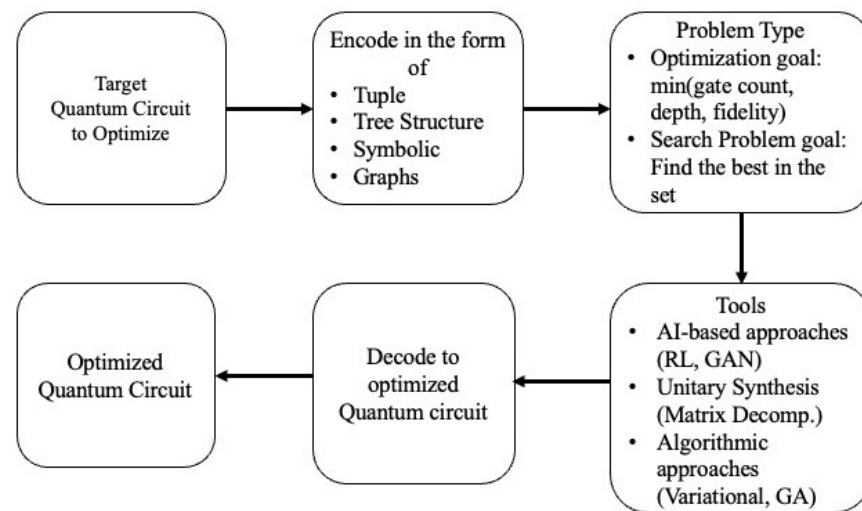 Target
Quantum Circuit
to Optimize
Encode in the form
of
• Tuple
• Tree Structure
• Symbolic
• Graphs
Problem Type
• Optimization goal:
min(gate count,
depth, fidelity)
• Search Problem goal:
Find the best in the
set
Tools
• AI-based approaches
(RL, GAN)
• Unitary Synthesis
(Matrix Decomp.)
• Algorithmic
approaches
(Variational, GA)
Decode to
optimized
Quantum circuit
Optimized
Quantum Circuit